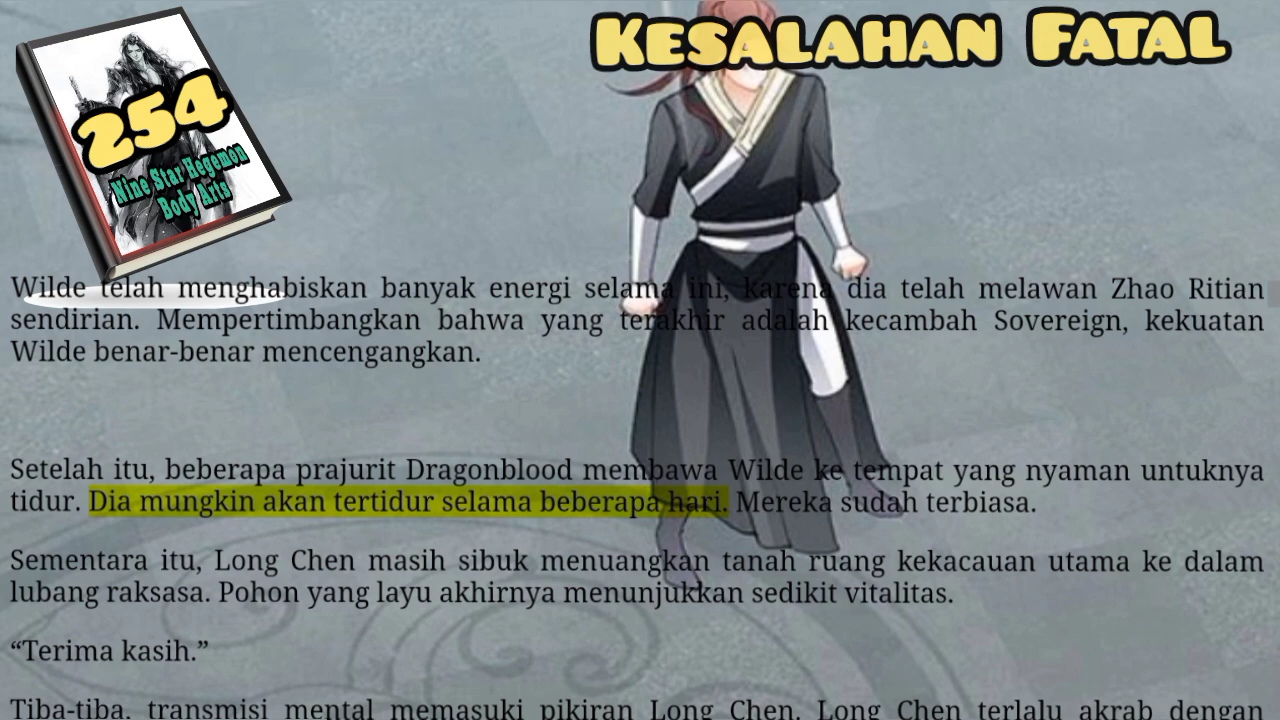 Kesalahan Fatal
254
Nine Star Hegemon
Body Arts
Wilde telah menghabiskan banyak energi selama ini, karena dia telah melawan Zhao Ritian
sendirian. Mempertimbangkan bahwa yang terakhir adalah kecambah Sovereign, kekuatan
Wilde benar-benar mencengangkan.
Setelah itu, beberapa prajurit Dragonblood membawa Wilde ke tempat yang nyaman untuknya
tidur. Dia mungkin akan tertidur selama beberapa hari. Mereka sudah terbiasa.
Sementara itu, Long Chen masih sibuk menuangkan tanah ruang kekacauan utama ke dalam
lubang raksasa. Pohon yang layu akhirnya menunjukkan sedikit vitalitas.
“Terima kasih.”
Tiba-tiba, transmisi mental memasuki pikiran Long Chen. Long Chen terlalu akrab dengan